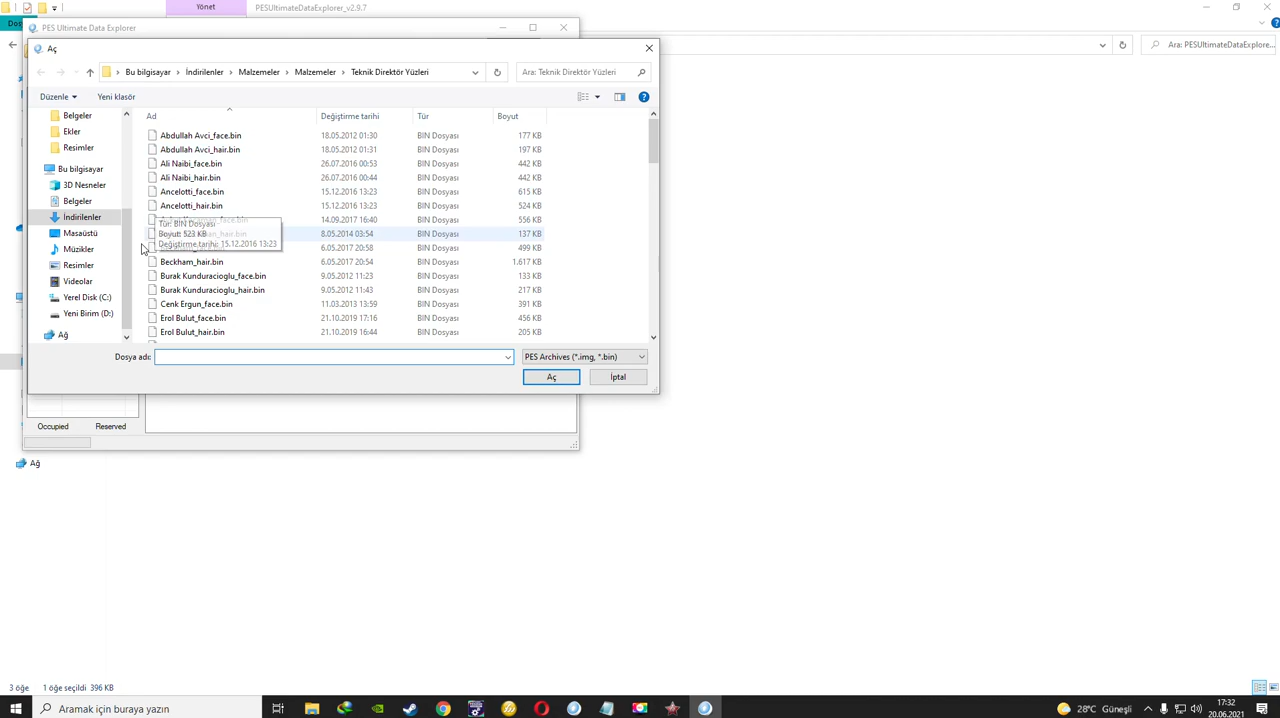 Yönet
PESUltimateDataExplorer_v2.9.7
PES Ultimate Data Explorer
Aç
Bu bilgisayar > İndirilenler > Malzemeler > Malzemeler > Teknik Direktör Yüzleri
Ara: Teknik Direktör Yüzleri
Ara: PESUltimateDataExplore...
Düzenle
Yeni klasör
Ad
Değiştirme tarihi
Tür
Boyut
Belgeler
Ekler
Resimler
Bu bilgisayar
3D Nesneler
Belgeler
İndirilenler
Masaüstü
Müzikler
Resimler
Videolar
Yerel Disk (C:)
Yeni Birim (D:)
Ağ
Abdullah Avci_face.bin 18.05.2012 01:30 BIN Dosyası 177 KB
Abdullah Avci_hair.bin 18.05.2012 01:31 BIN Dosyası 197 KB
Ali Naibi_face.bin 26.07.2016 00:53 BIN Dosyası 442 KB
Ali Naibi_hair.bin 26.07.2016 00:44 BIN Dosyası 442 KB
Ancelotti_face.bin 15.12.2016 13:23 BIN Dosyası 615 KB
Ancelotti_hair.bin 15.12.2016 13:23 BIN Dosyası 524 KB
14.09.2017 16:40 BIN Dosyası 556 KB
8.05.2014 03:54 BIN Dosyası 137 KB
6.05.2017 20:58 BIN Dosyası 499 KB
Tür: BIN Dosyası
Boyut: 523 KB
Değiştirme tarihi: 15.12.2016 13:23
Beckham_hair.bin 6.05.2017 20:54 BIN Dosyası 1.617 KB
Burak Kunduracioglu_face.bin 9.05.2012 11:23 BIN Dosyası 133 KB
Burak Kunduracioglu_hair.bin 9.05.2012 11:43 BIN Dosyası 217 KB
Cenk Ergun_face.bin 11.03.2013 13:59 BIN Dosyası 391 KB
Erol Bulut_face.bin 21.10.2019 17:16 BIN Dosyası 456 KB
Erol Bulut_hair.bin 21.10.2019 16:44 BIN Dosyası 205 KB
Dosya adı:
PES Archives (*.img, *.bin)
Aç
İptal
Occupied
Reserved
Ağ
3 öğe
1 öğe seçildi 396 KB
Aramak için buraya yazın
28°C Güneşli
17:32
20.06.2021